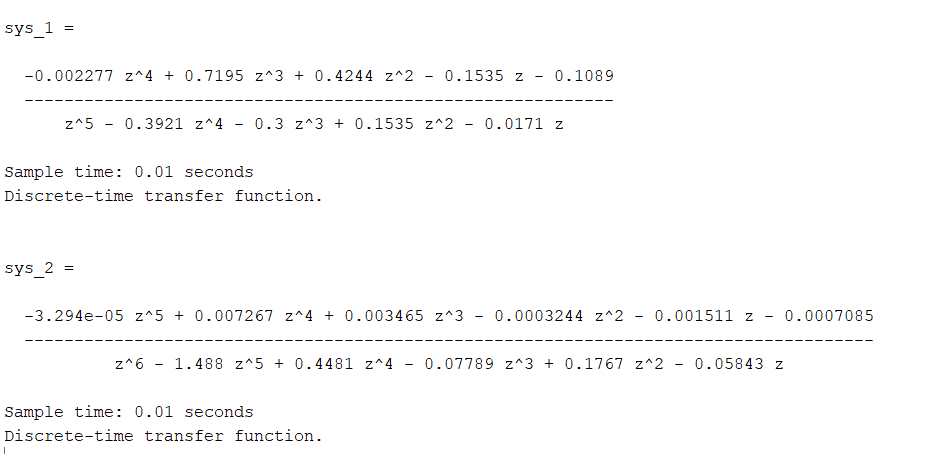 sys_1 =
-0.002277 z^4 + 0.7195 z^3 + 0.4244 z^2 - 0.1535 z - 0.1089
-----------------------------------------------------------
z^5 - 0.3921 z^4 - 0.3 z^3 + 0.1535 z^2 - 0.0171 z
Sample time: 0.01 seconds
Discrete-time transfer function.
sys_2 =
-3.294e-05 z^5 + 0.007267 z^4 + 0.003465 z^3 - 0.0003244 z^2 - 0.001511 z - 0.0007085
-------------------------------------------------------------------------------------
z^6 - 1.488 z^5 + 0.4481 z^4 - 0.07789 z^3 + 0.1767 z^2 - 0.05843 z
Sample time: 0.01 seconds
Discrete-time transfer function.